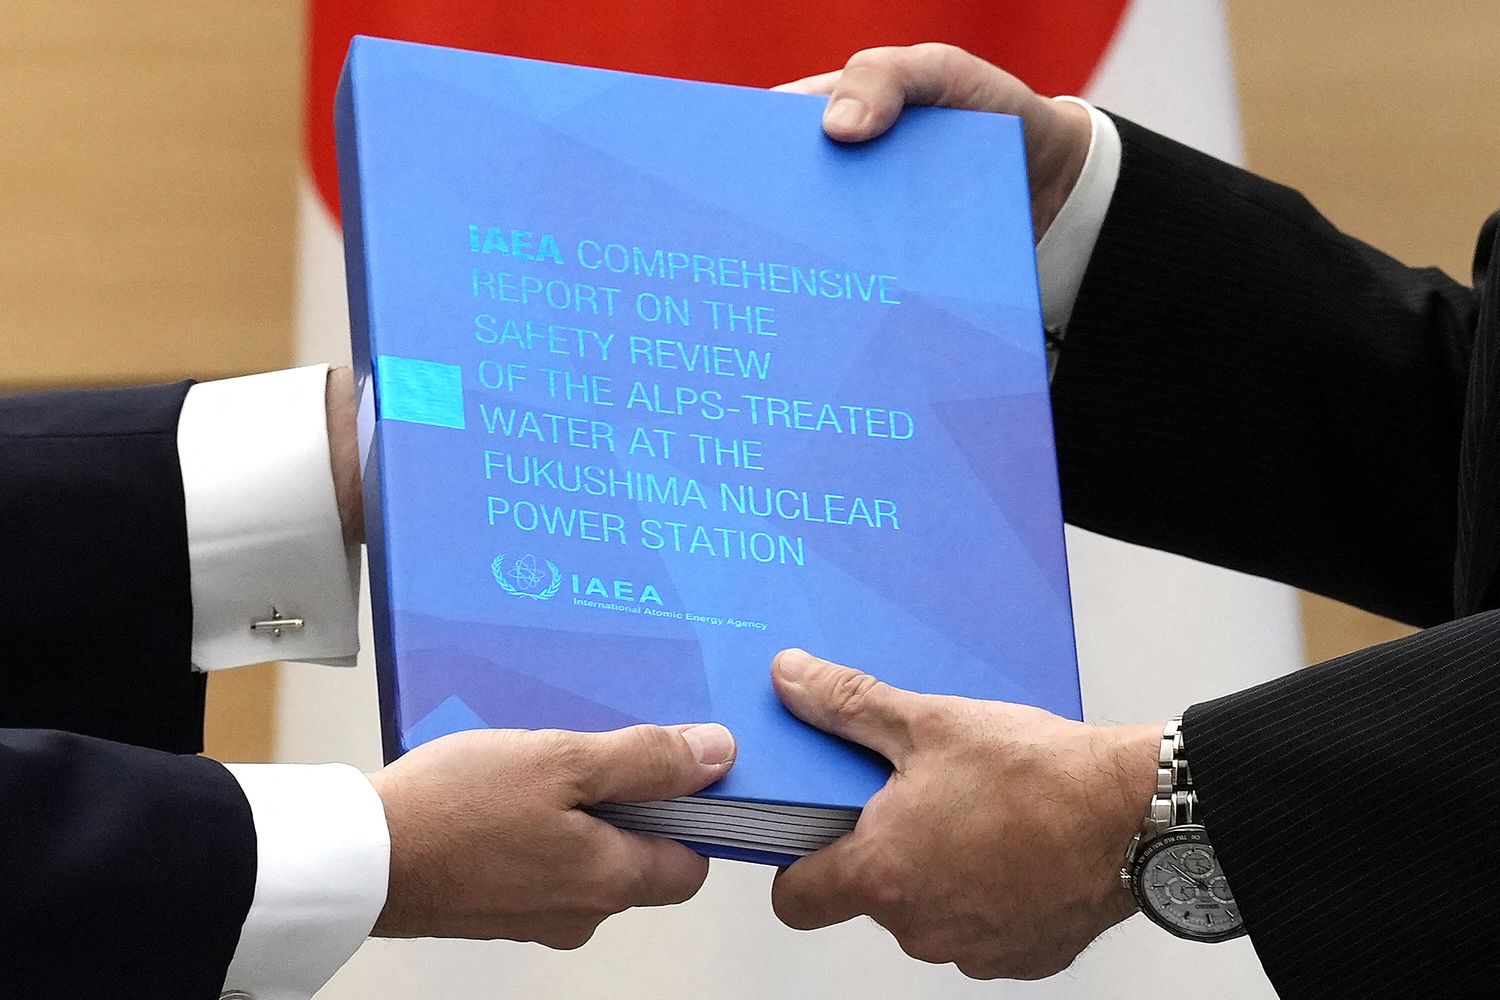 IAEA COMPREHENSIVE
REPORT ON THE
SAFETY REVIEW
OF THE ALPS-TREATED
WATER AT THE
FUKUSHIMA NUCLEAR
POWER STATION
IAEA
International Atomic Energy Agency